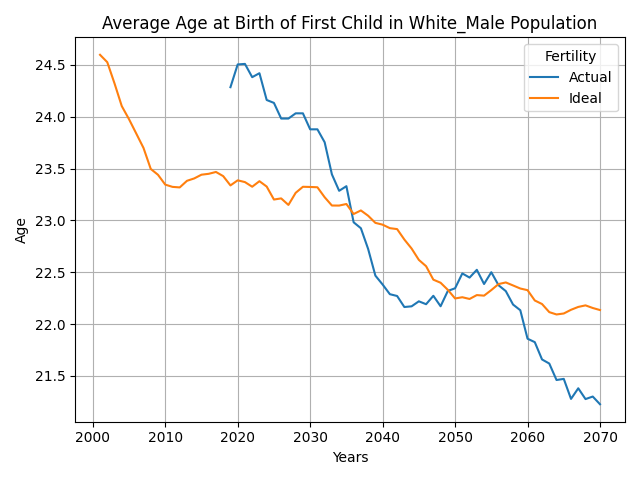 Average Age at Birth of First Child in White_Male Population
Fertility
Actual
Ideal
24.5
24.0
23.5
23.0
22.5
22.0
21.5
Age
2000 2010 2020 2030 2040 2050 2060 2070
Years